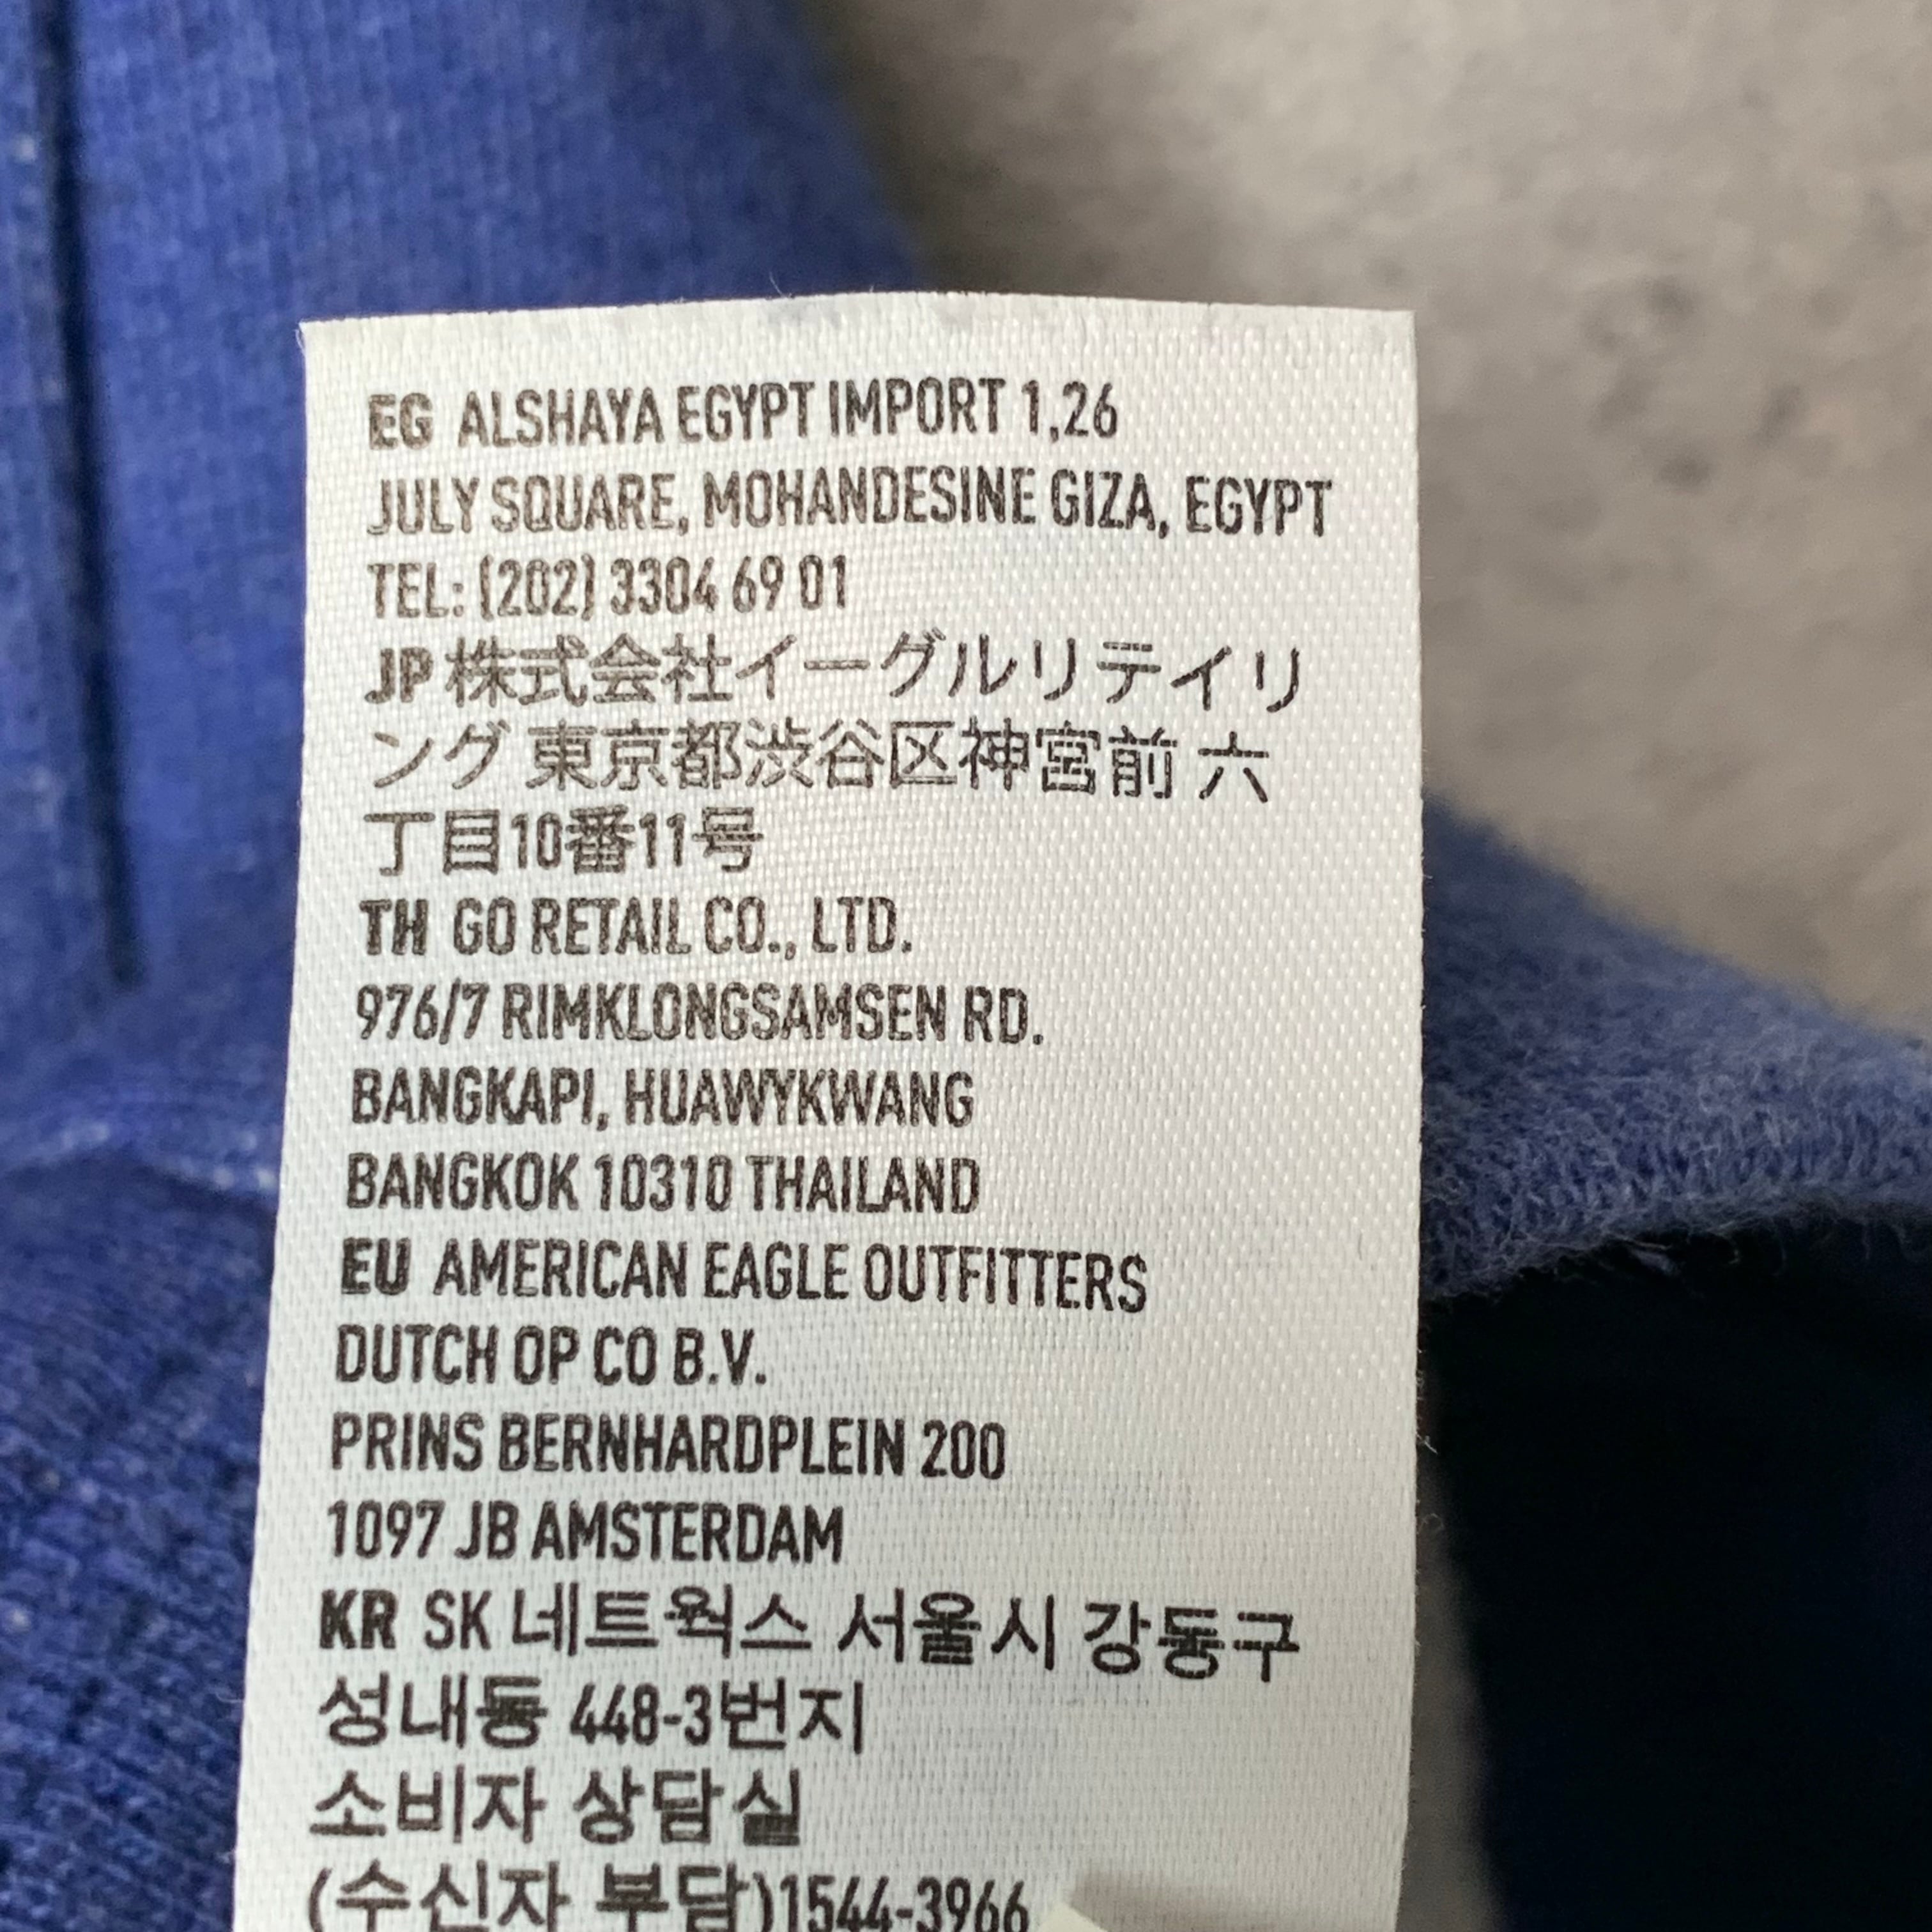 EG ALSHAYA EGYPT IMPORT 1,26
JULY SQUARE, MOHANDESINE GIZA, EGYPT
TEL: (202) 3304 69 01
JP 株式会社イーグルリテイリ
ング 東京都渋谷区神宮前 六
丁目10番11号
TH GO RETAIL CO., LTD.
976/7 RIMKLONGSAMSEN RD.
BANGKAPI, HUAWYKWANG
BANGKOK 10310 THAILAND
EU AMERICAN EAGLE OUTFITTERS
DUTCH OP CO B.V.
PRINS BERNHARDPLEIN 200
1097 JB AMSTERDAM
KR SK 네트웍스 서울시 강동구
성내동 448-3번지
소비자 상담실
(수신자 부담)1544-3966